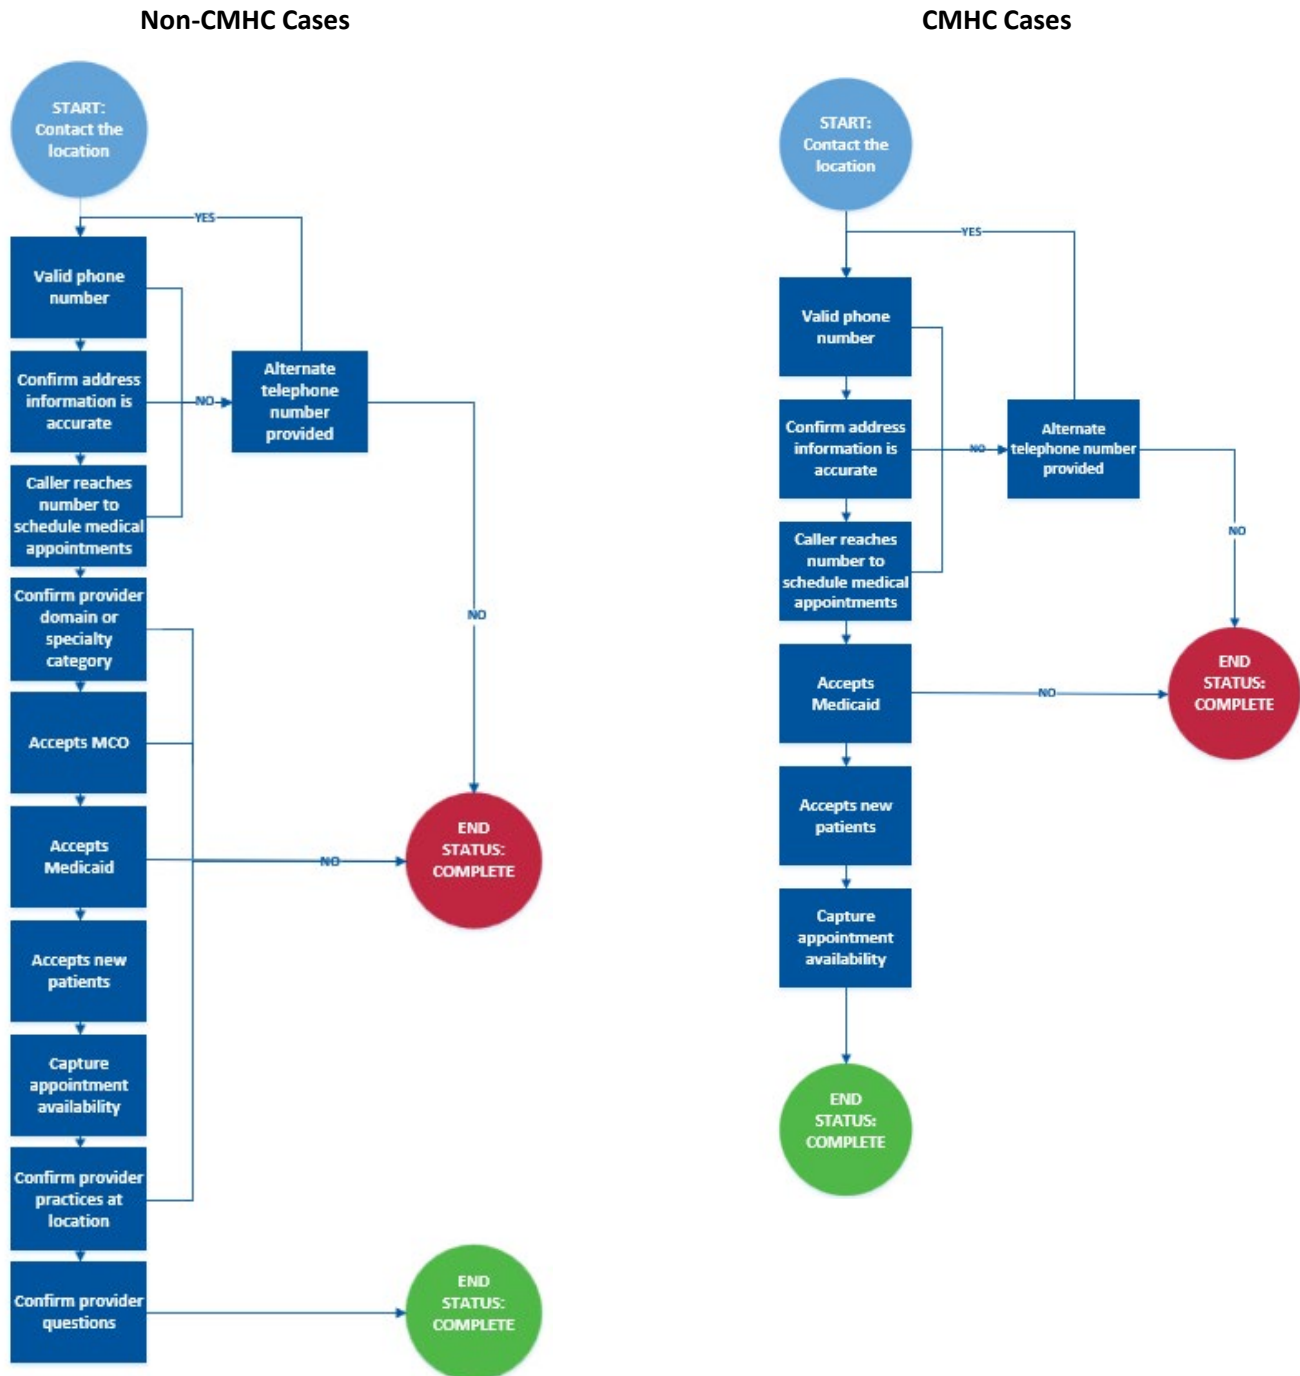 Non-CMHC Cases
START:
Contact the
location
YES
Valid phone
number
Confirm address
information is
accurate
NO
Alternate
telephone
number
provided
Caller reaches
number to
schedule medical
appointments
Confirm provider
domain or
specialty
category
NO
Accepts MCO
Accepts
Medicaid
NO
END
STATUS:
COMPLETE
Accepts new
patients
Capture
appointment
availability
Confirm provider
practices at
location
Confirm provider
questions
END
STATUS:
COMPLETE
CMHC Cases
START:
Contact the
location
YES
Valid phone
number
Confirm address
information is
accurate
NO
Alternate
telephone number
provided
Caller reaches
number to
schedule medical
appointments
NO
Accepts
Medicaid
NO
END
STATUS:
COMPLETE
Accepts new
patients
Capture
appointment
availability
END
STATUS:
COMPLETE